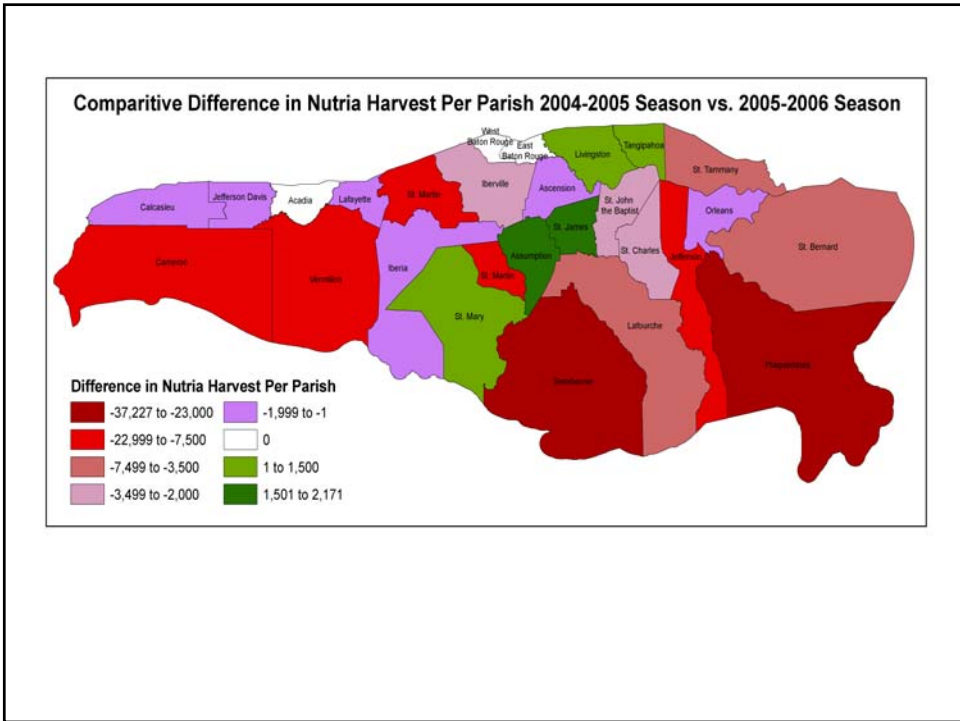 Comparitive Difference in Nutria Harvest Per Parish 2004-2005 Season vs. 2005-2006 Season
West
Baton Rouge
East
Baton Rouge
Livingston
Tangipahoa
St. Tammany
Calcasieu
Jefferson Davis
Acadia
Lafayette
St. Martin
Iberville
Ascension
St. John
the Baptist
Orleans
St. Bernard
Cameron
Vermilion
Iberia
St. Martin
Assumption
St. James
St. Charles
Jefferson
St. Mary
Lafourche
Terrebonne
Plaquemines
Difference in Nutria Harvest Per Parish
-37,227 to -23,000
-22,999 to -7,500
-7,499 to -3,500
-3,499 to -2,000
-1,999 to -1
0
1 to 1,500
1,501 to 2,171